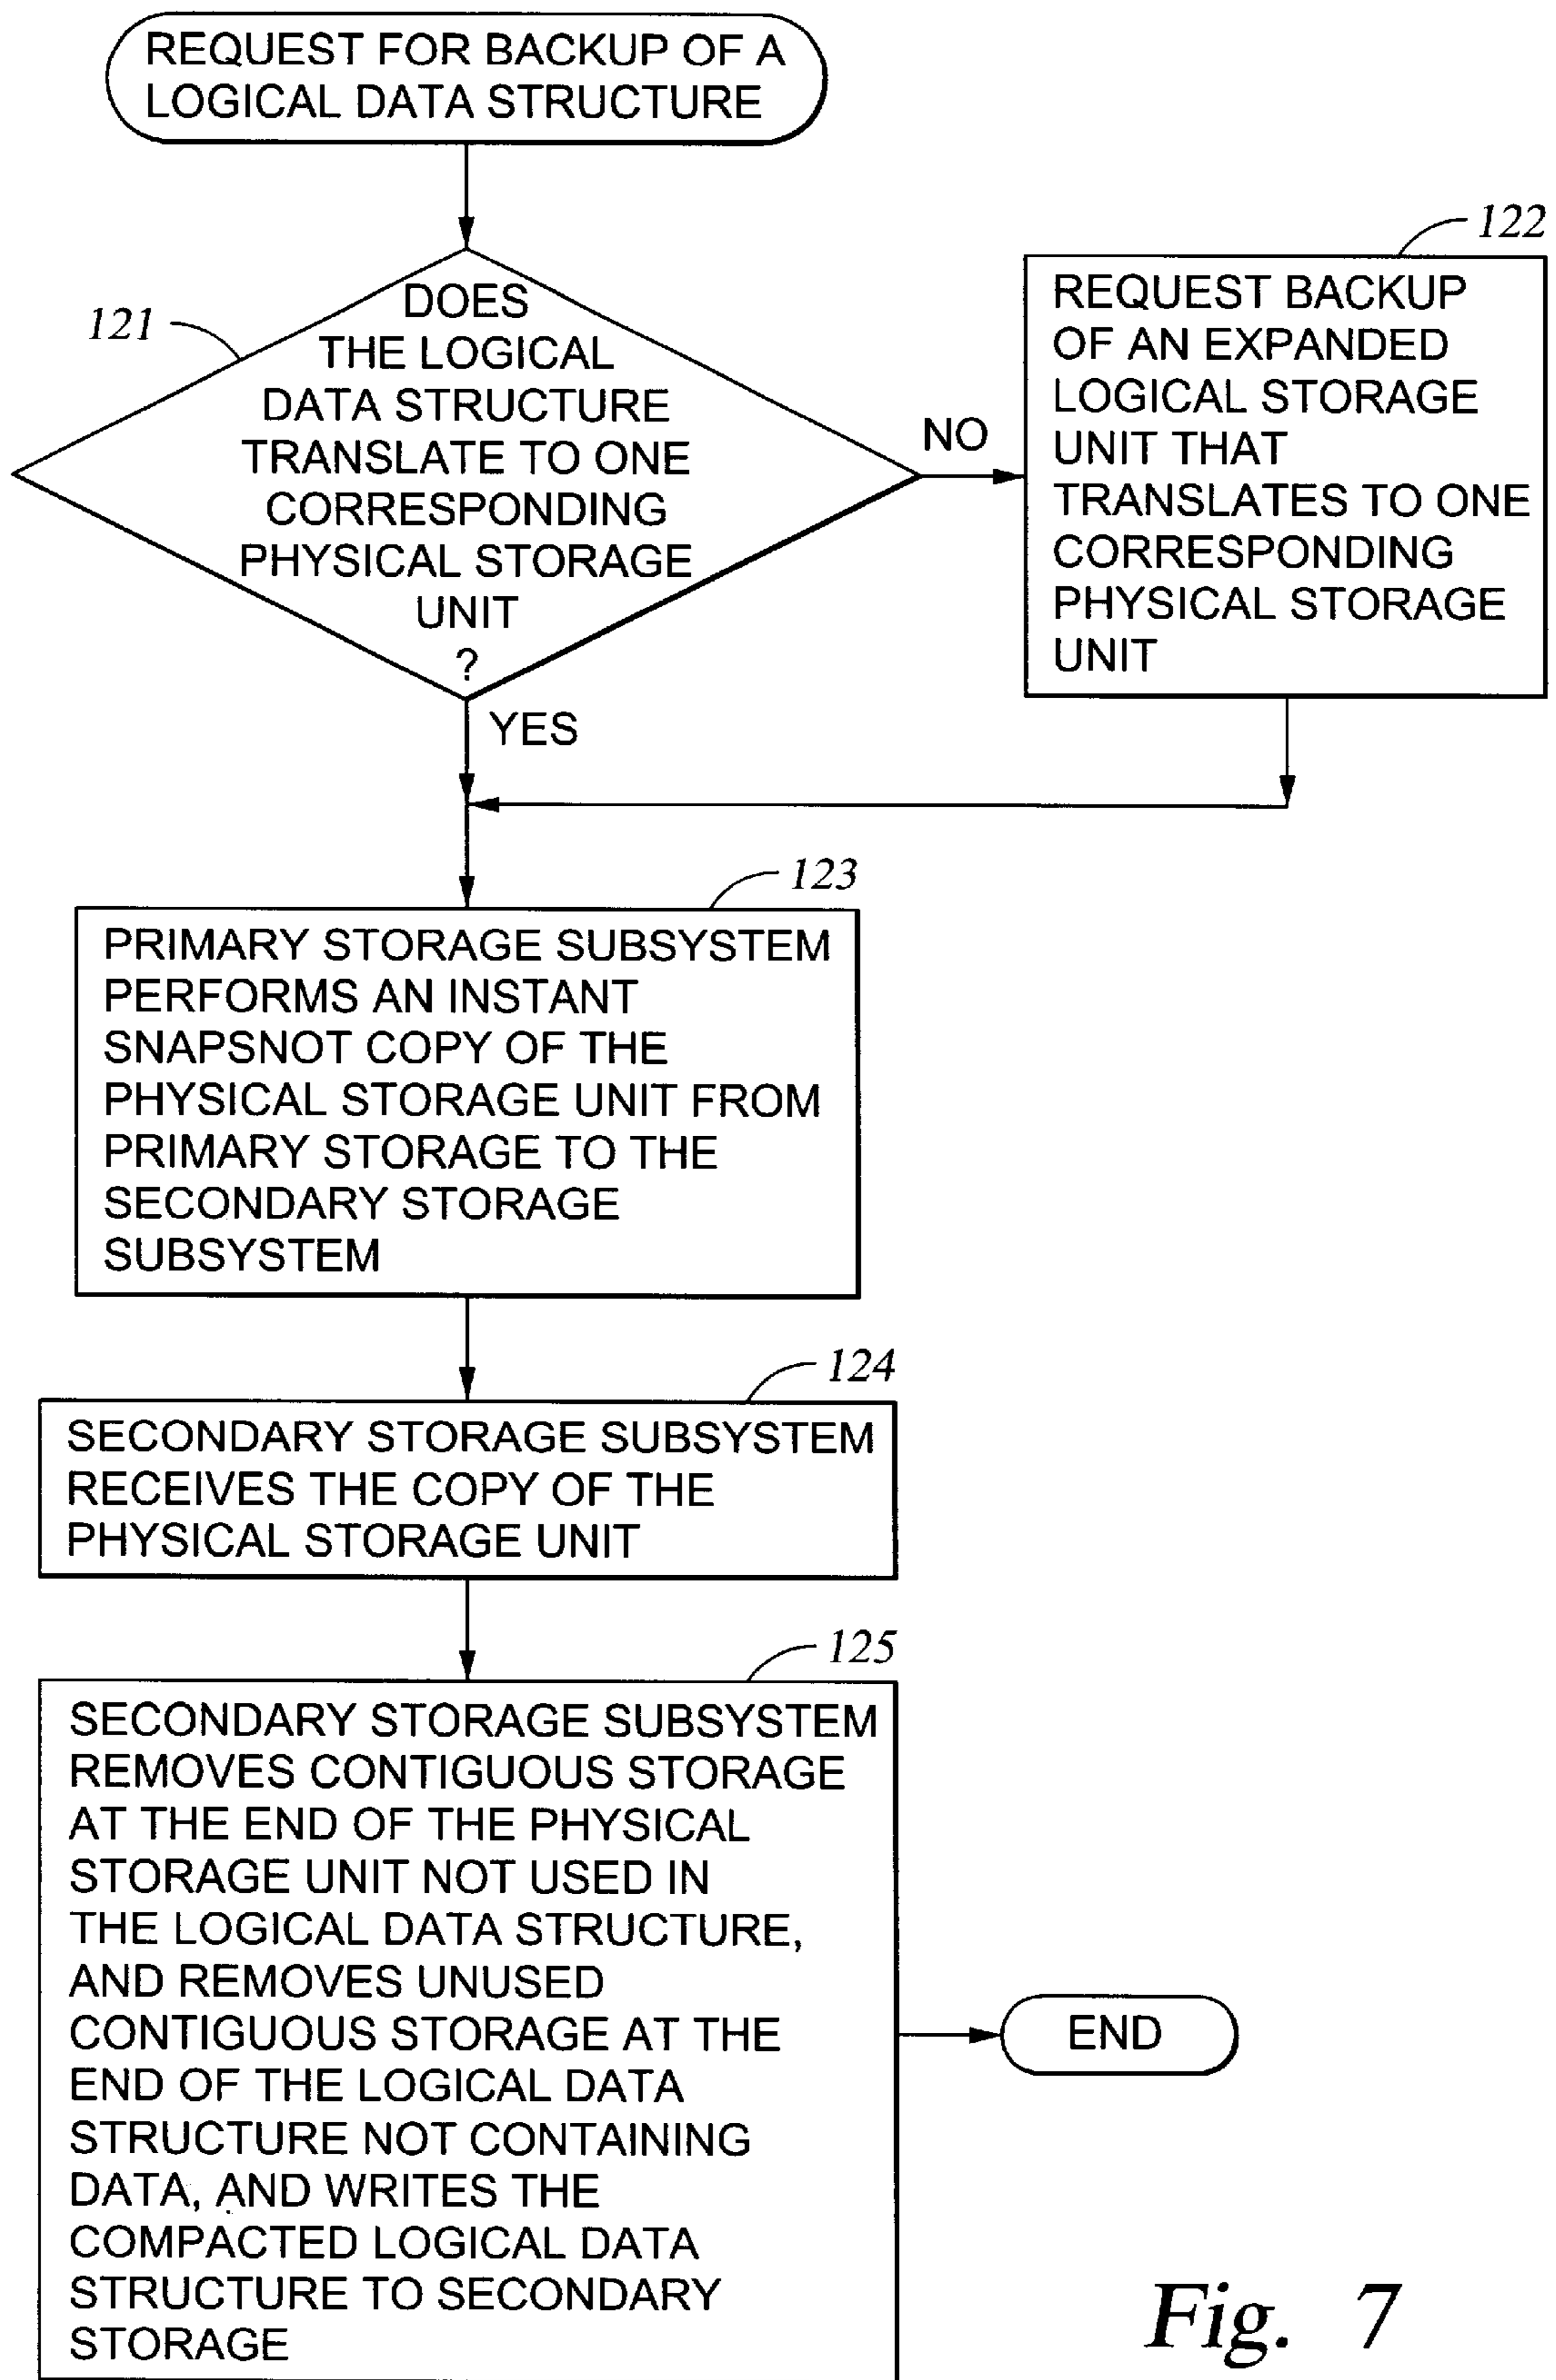 REQUEST FOR BACKUP OF A
LOGICAL DATA STRUCTURE
121
DOES
THE LOGICAL
DATA STRUCTURE
TRANSLATE TO ONE
CORRESPONDING
PHYSICAL STORAGE
UNIT
?
NO
YES
122
REQUEST BACKUP
OF AN EXPANDED
LOGICAL STORAGE
UNIT THAT
TRANSLATES TO ONE
CORRESPONDING
PHYSICAL STORAGE
UNIT
123
PRIMARY STORAGE SUBSYSTEM
PERFORMS AN INSTANT
SNAPSNOT COPY OF THE
PHYSICAL STORAGE UNIT FROM
PRIMARY STORAGE TO THE
SECONDARY STORAGE
SUBSYSTEM
124
SECONDARY STORAGE SUBSYSTEM
RECEIVES THE COPY OF THE
PHYSICAL STORAGE UNIT
125
SECONDARY STORAGE SUBSYSTEM
REMOVES CONTIGUOUS STORAGE
AT THE END OF THE PHYSICAL
STORAGE UNIT NOT USED IN
THE LOGICAL DATA STRUCTURE,
AND REMOVES UNUSED
CONTIGUOUS STORAGE AT THE
END OF THE LOGICAL DATA
STRUCTURE NOT CONTAINING
DATA, AND WRITES THE
COMPACTED LOGICAL DATA
STRUCTURE TO SECONDARY
STORAGE
END
Fig. 7